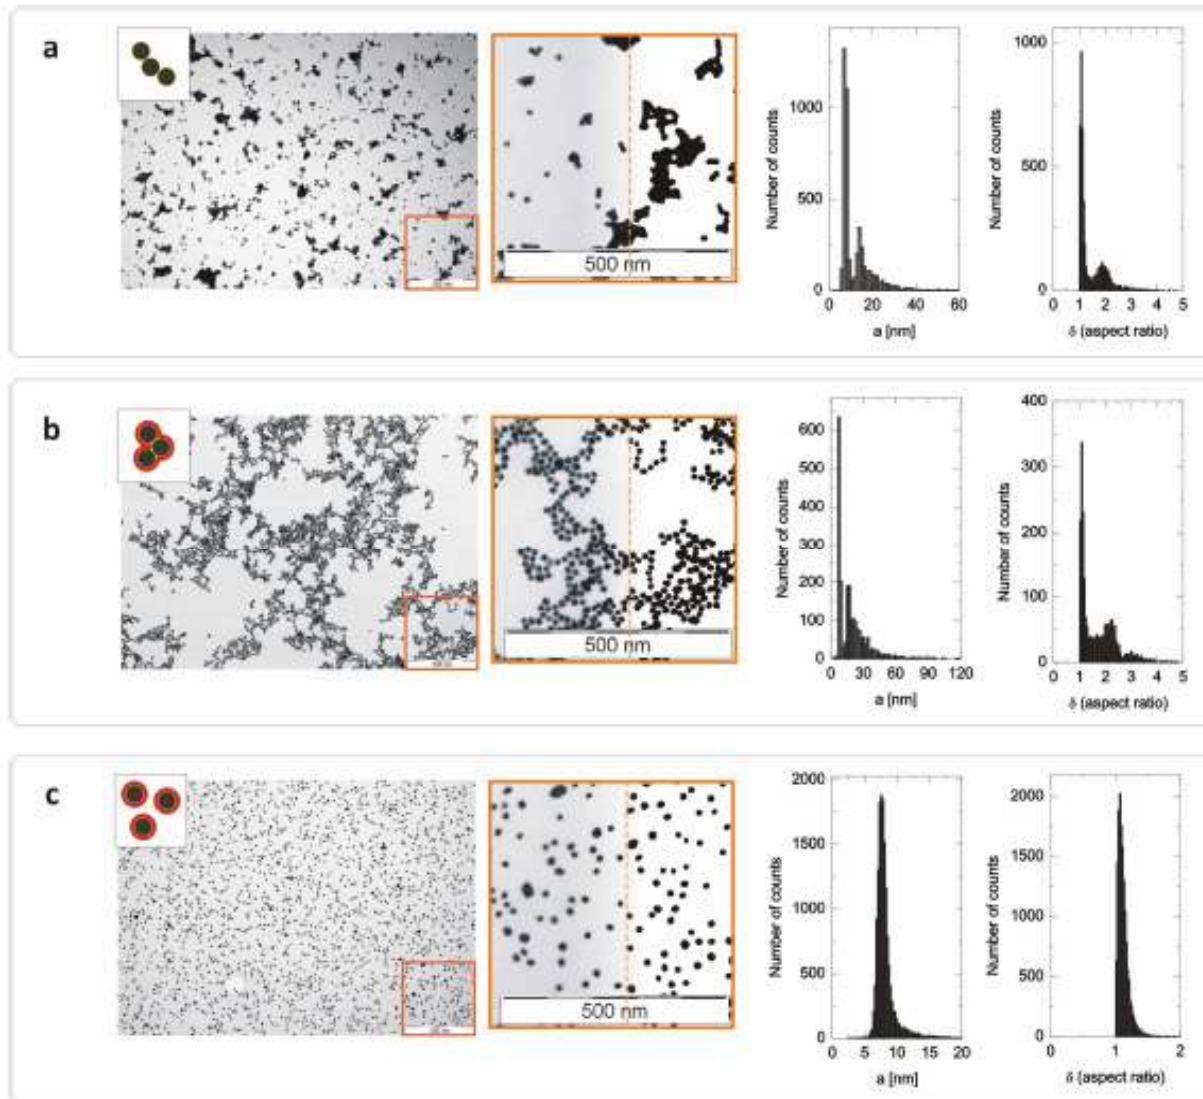 a
500 nm
Number of counts
1000
500
0
0 20 40 60
a [nm]
Number of counts
1000
500
0
0 1 2 3 4 5
δ (aspect ratio)
b
500 nm
Number of counts
600
500
400
300
200
100
0
0 30 60 90 120
a [nm]
Number of counts
400
300
200
100
0
0 1 2 3 4 5
δ (aspect ratio)
c
500 nm
Number of counts
2000
1500
1000
500
0
0 5 10 15 20
a [nm]
Number of counts
2000
1500
1000
500
0
0 1 2
δ (aspect ratio)